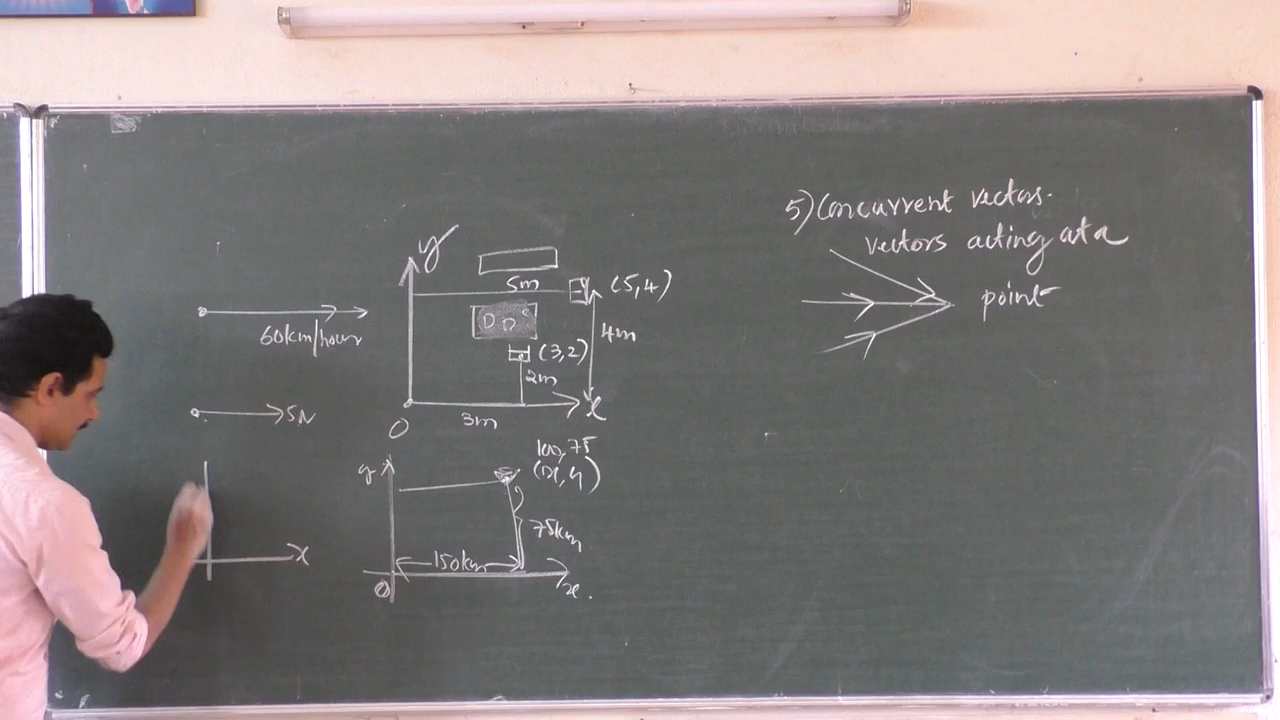 5) Concurrent vectors.
vectors acting at a
point
y
5m
(5,4)
60km/hour
4m
(3,2)
2m
x
3m
O
5N
100,75
(x,y)
y
75km
150km
x
O
x.